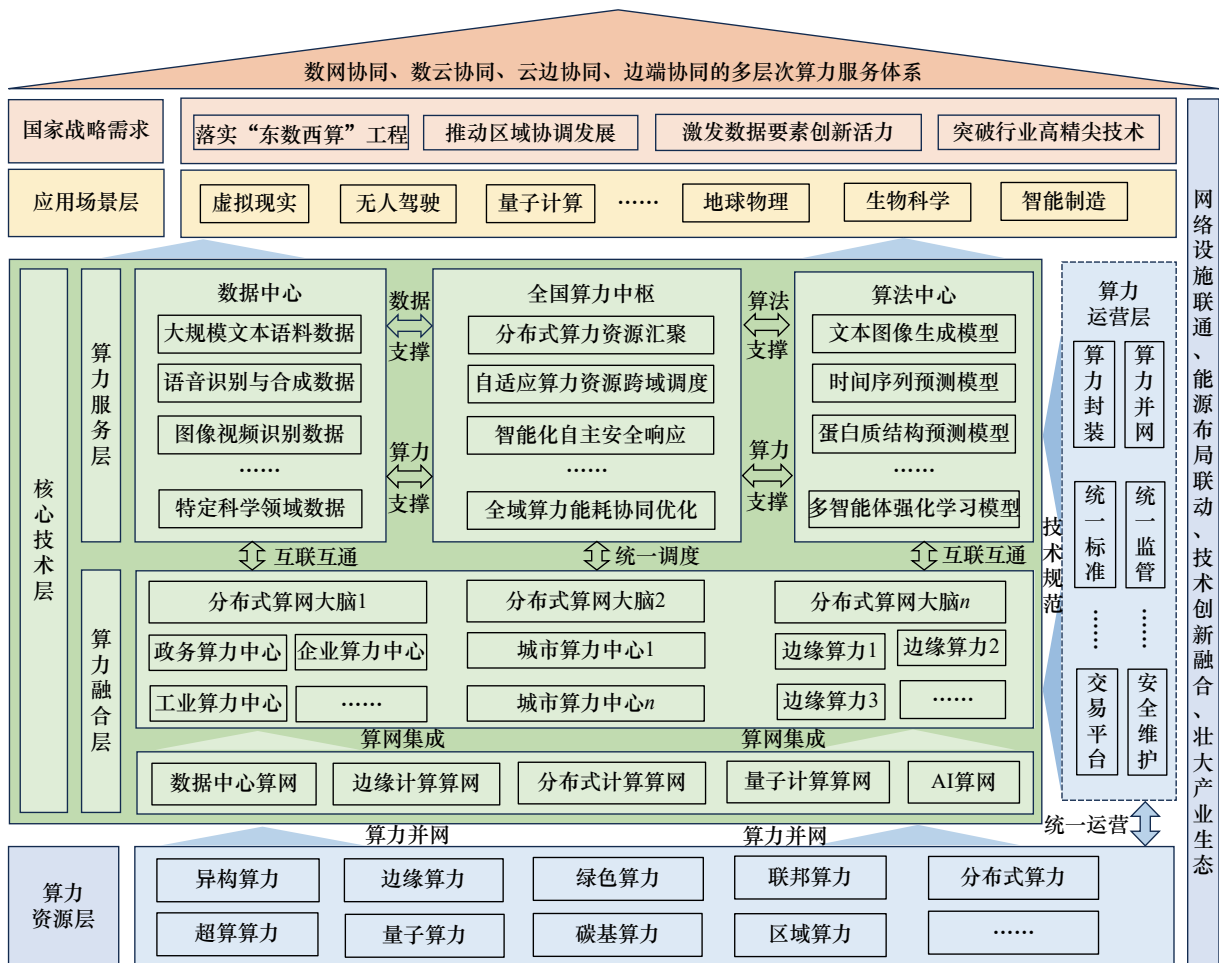 数网协同、数云协同、云边协同、边端协同的多层次算力服务体系
国家战略需求
落实“东数西算”工程
推动区域协调发展
激发数据要素创新活力
突破行业高精尖技术
应用场景层
虚拟现实
无人驾驶
量子计算
……
地球物理
生物科学
智能制造
网络设施联通、能源布局联动、技术创新融合、壮大产业生态
核心技术层
算力服务层
数据中心
大规模文本语料数据
语音识别与合成数据
图像视频识别数据
……
特定科学领域数据
数据
支撑
算力
支撑
全国算力中枢
分布式算力资源汇聚
自适应算力资源跨域调度
智能化自主安全响应
……
全域算力能耗协同优化
算法
支撑
算力
支撑
算法中心
文本图像生成模型
时间序列预测模型
蛋白质结构预测模型
……
多智能体强化学习模型
互联互通
统一调度
互联互通
算力融合层
分布式算网大脑1
政务算力中心
企业算力中心
工业算力中心
……
分布式算网大脑2
城市算力中心1
城市算力中心n
分布式算网大脑n
边缘算力1
边缘算力2
边缘算力3
……
算网集成
算网集成
数据中心算网
边缘计算算网
分布式计算算网
量子计算算网
AI算网
技术规范
算力
运营层
算力封装
算力并网
统一标准
统一监管
……
……
交易平台
安全维护
统一运营
算力并网
算力并网
算力
资源层
异构算力
边缘算力
绿色算力
联邦算力
分布式算力
超算算力
量子算力
碳基算力
区域算力
……